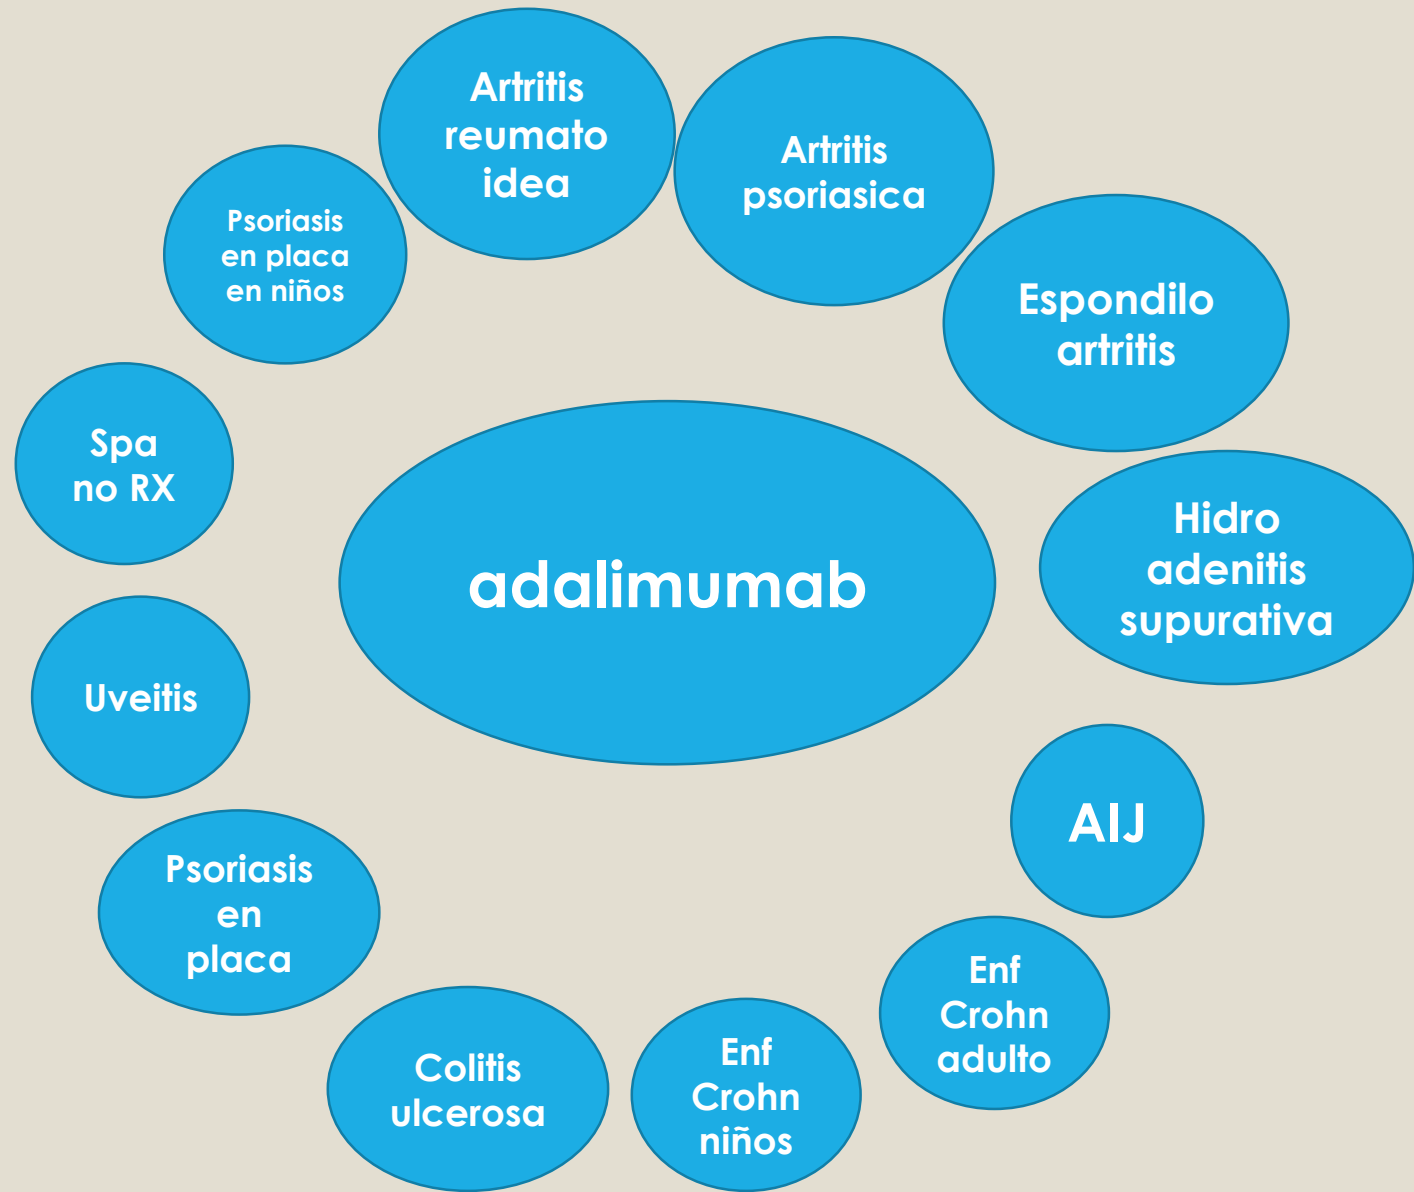 Artritis
reumato
idea
Artritis
psoriasica
Psoriasis
en placa
en niños
Espondilo
artritis
Spa
no RX
Hidro
adenitis
supurativa
adalimumab
Uveitis
AIJ
Psoriasis
en
placa
Enf
Crohn
adulto
Colitis
ulcerosa
Enf
Crohn
niños